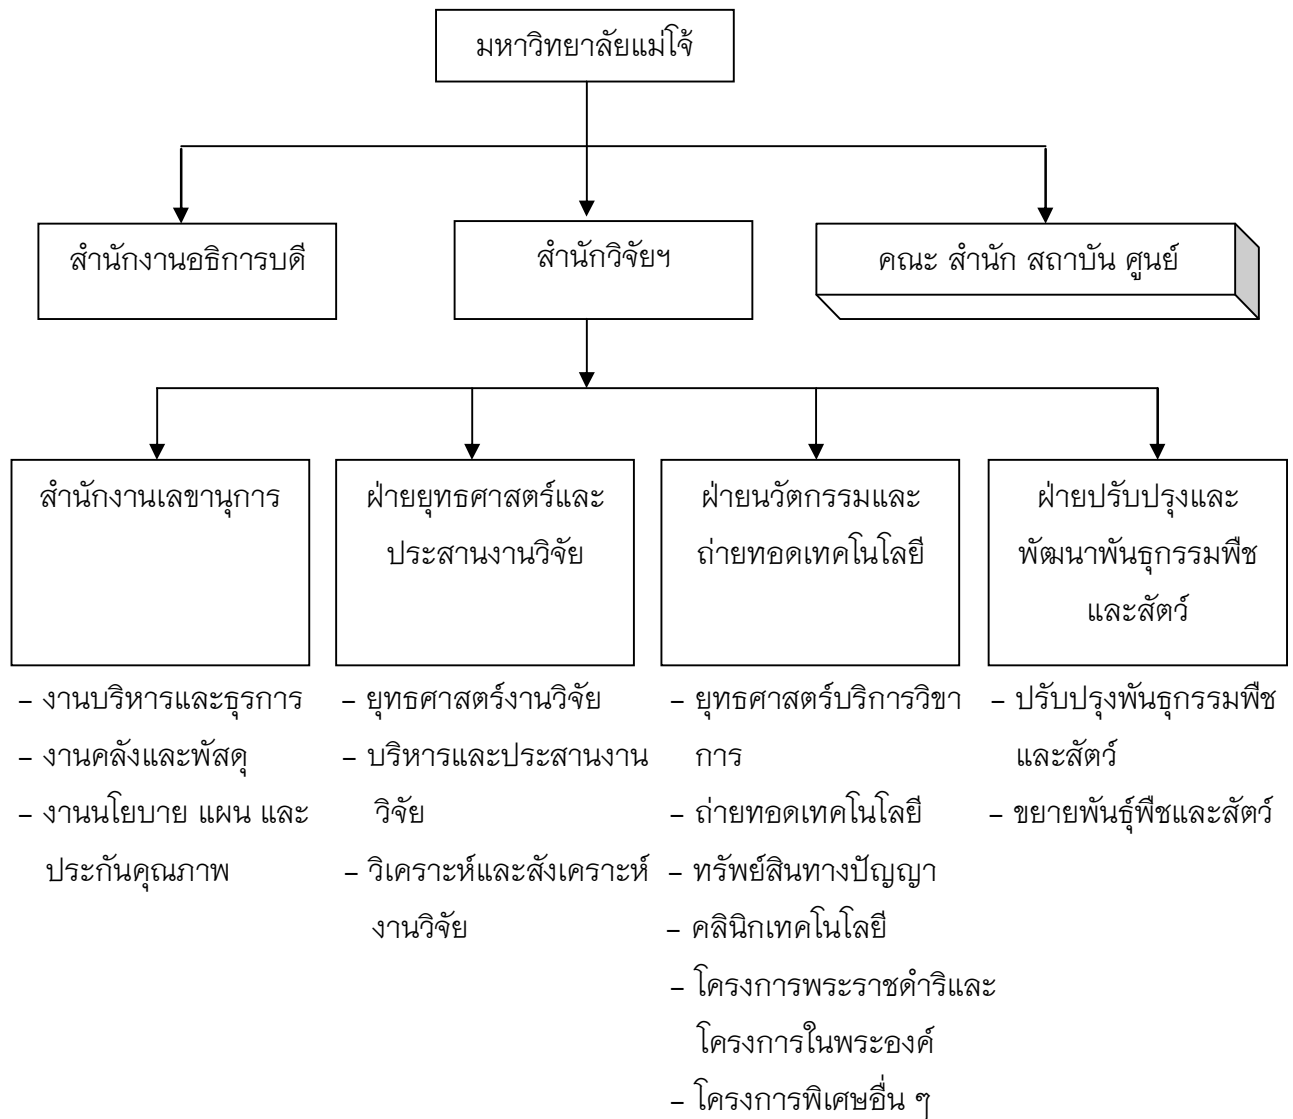 มหาวิทยาลัยแม่โจ้
สำนักงานอธิการบดี
สำนักวิจัยฯ
คณะ สำนัก สถาบัน ศูนย์
สำนักงานเลขานุการ
ฝ่ายยุทธศาสตร์และ
ประสานงานวิจัย
ฝ่ายนวัตกรรมและ
ถ่ายทอดเทคโนโลยี
ฝ่ายปรับปรุงและ
พัฒนาพันธุกรรมพืช
และสัตว์
- งานบริหารและธุรการ
- งานคลังและพัสดุ
- งานนโยบาย แผน และ
ประกันคุณภาพ
- ยุทธศาสตร์งานวิจัย
- บริหารและประสานงาน
วิจัย
- วิเคราะห์และสังเคราะห์
งานวิจัย
- ยุทธศาสตร์บริการวิขา
การ
- ถ่ายทอดเทคโนโลยี
- ทรัพย์สินทางปัญญา
- คลินิกเทคโนโลยี
- โครงการพระราชดำริและ
โครงการในพระองค์
- โครงการพิเศษอื่น ๆ
- ปรับปรุงพันธุกรรมพืช
และสัตว์
- ขยายพันธุ์พืชและสัตว์